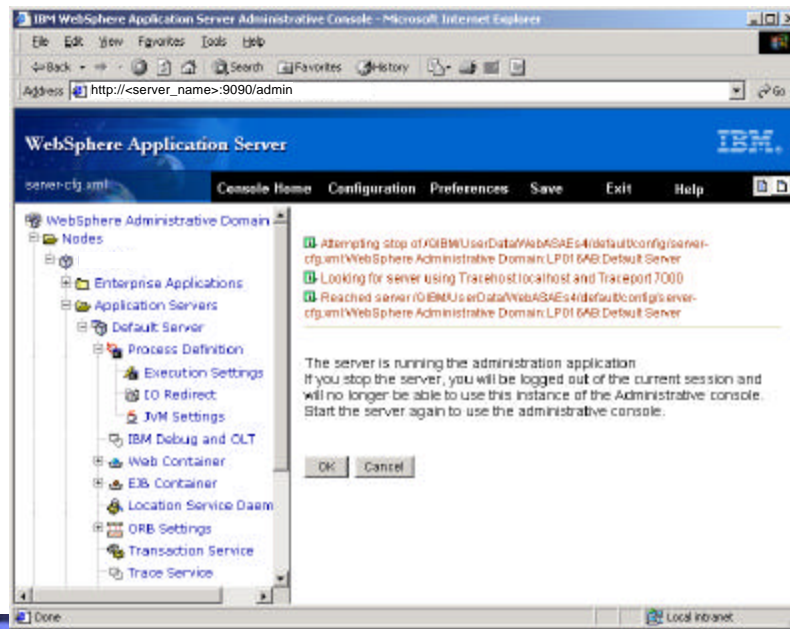 IBM WebSphere Application Server Administrative Console - Microsoft Internet Explorer
File Edit View Favorites Tools Help
Back Search Favorites History
Address http://<server_name>:9090/admin Go
WebSphere Application Server IBM.
server-cfg.xml Console Home Configuration Preferences Save Exit Help
WebSphere Administrative Domain
Nodes
Enterprise Applications
Application Servers
Default Server
Process Definition
Execution Settings
IO Redirect
JVM Settings
IBM Debug and OLT
Web Container
EJB Container
Location Service Daem
ORB Settings
Transaction Service
Trace Service
Attempting stop of /QIBM/UserData/WebASAEs4/default/config/server-
cfg.xml/WebSphere Administrative Domain:LP016AB:Default Server
Looking for server using Tracehost localhost and Traceport 7000
Reached server /QIBM/UserData/WebASAEs4/default/config/server-
cfg.xml/WebSphere Administrative Domain:LP016AB:Default Server
The server is running the administration application
If you stop the server, you will be logged out of the current session and
will no longer be able to use this instance of the Administrative console.
Start the server again to use the administrative console.
OK Cancel
Done Local intranet